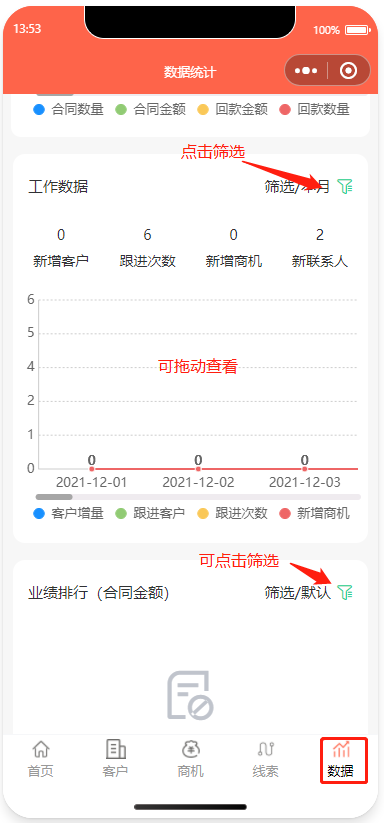 13:53
100%
数据统计
合同数量 合同金额 回款金额 回款数量
点击筛选
工作数据 筛选/本月
0 6 0 2
新增客户 跟进次数 新增商机 新联系人
6
5
4
可拖动查看
2
1
0 0 0 0
2021-12-01 2021-12-02 2021-12-03
客户增量 跟进客户 跟进次数 新增商机
可点击筛选
业绩排行（合同金额） 筛选/默认
首页 客户 商机 线索 数据